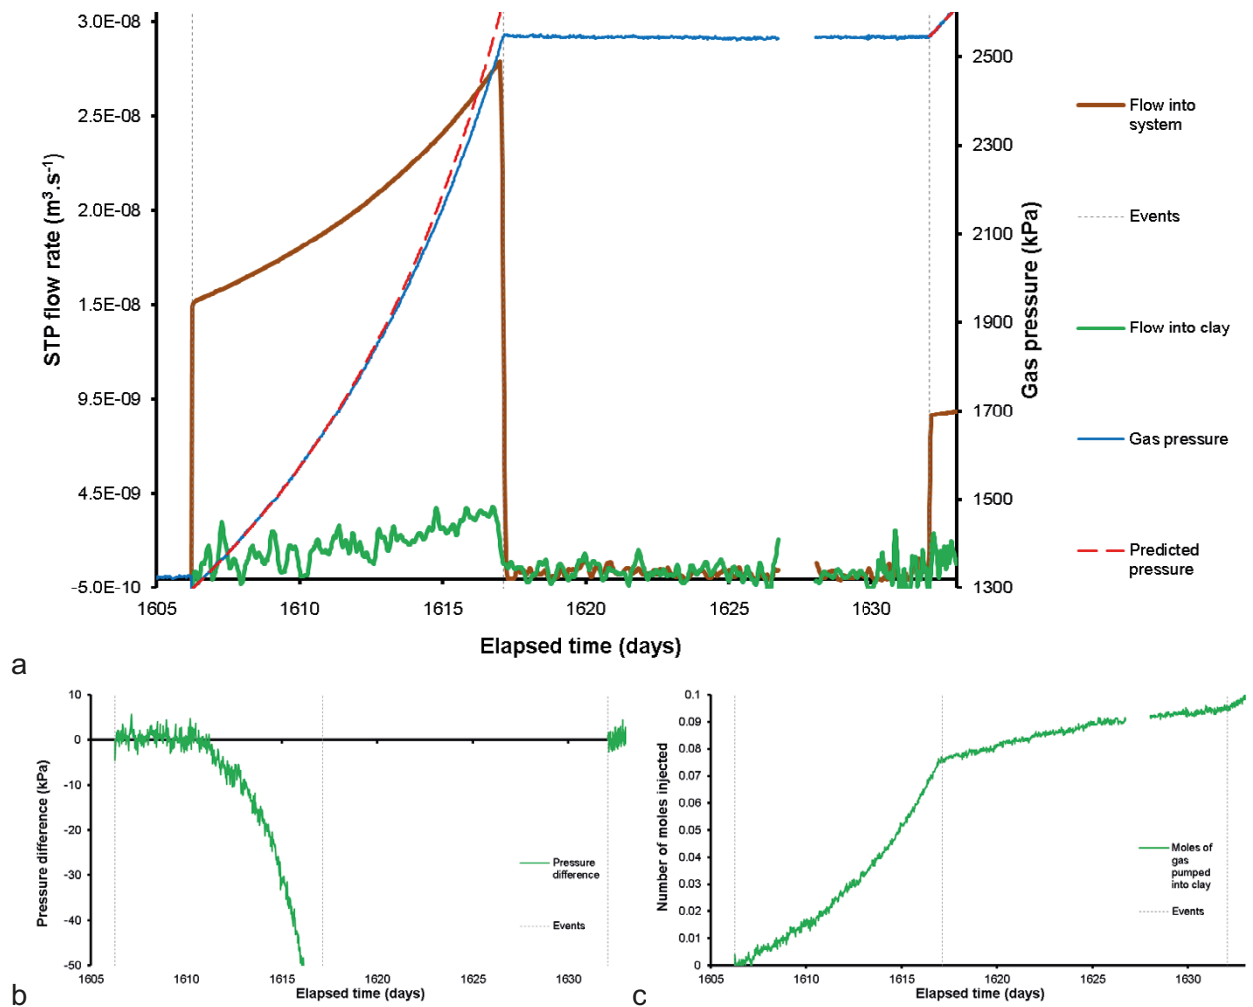 3.0E-08
2.5E-08
2.0E-08
1.5E-08
9.5E-09
4.5E-09
-5.0E-10
STP flow rate (m³.s⁻¹)
2500
2300
2100
1900
1700
1500
1300
Gas pressure (kPa)
1605
1610
1615
1620
1625
1630
Elapsed time (days)
Flow into
system
Events
Flow into clay
Gas pressure
Predicted
pressure
a
10
0
-10
-20
-30
-40
-50
Pressure difference (kPa)
1605
1610
1615
1620
1625
1630
Elapsed time (days)
Pressure
difference
Events
b
0.1
0.09
0.08
0.07
0.06
0.05
0.04
0.03
0.02
0.01
0
Number of moles injected
1605
1610
1615
1620
1625
1630
Elapsed time (days)
Moles of
gas
pumped
into clay
Events
c